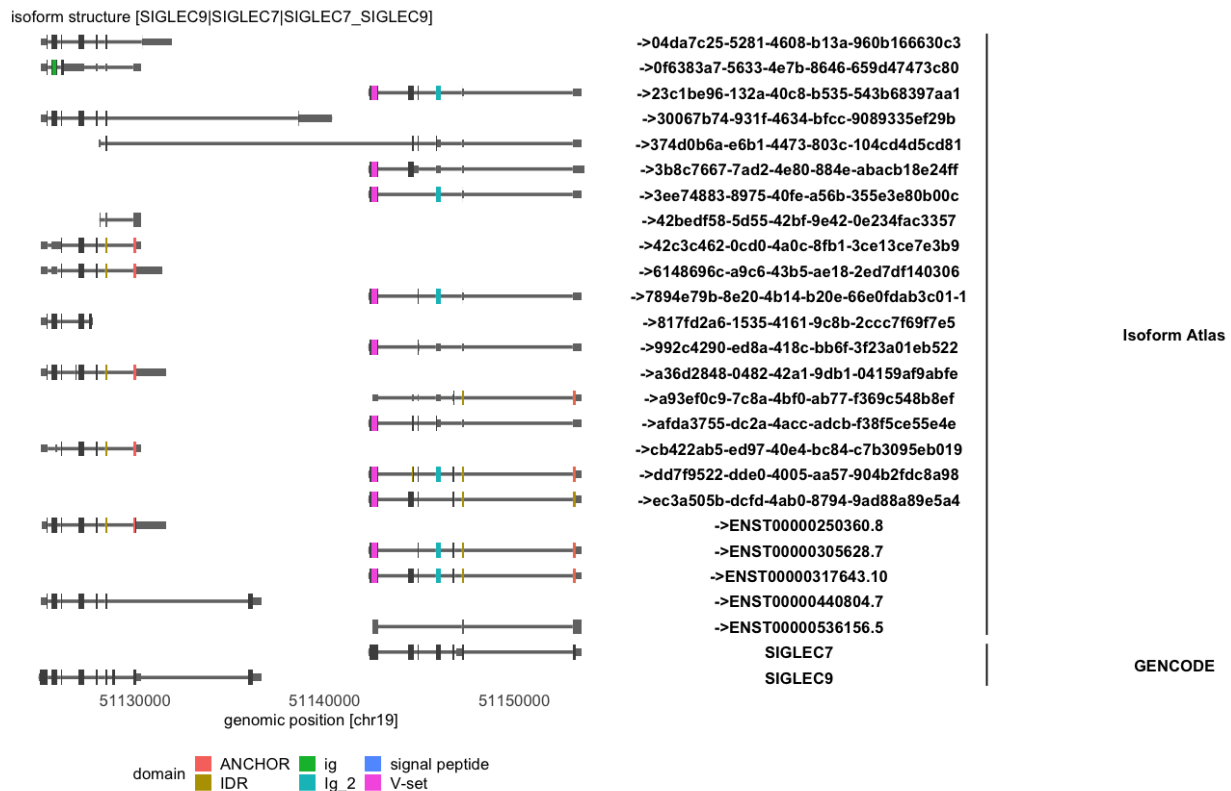 isoform structure [SIGLEC9|SIGLEC7|SIGLEC7_SIGLEC9]
->04da7c25-5281-4608-b13a-960b166630c3
->0f6383a7-5633-4e7b-8646-659d47473c80
->23c1be96-132a-40c8-b535-543b68397aa1
->30067b74-931f-4634-bfcc-9089335ef29b
->374d0b6a-e6b1-4473-803c-104cd4d5cd81
->3b8c7667-7ad2-4e80-884e-abacb18e24ff
->3ee74883-8975-40fe-a56b-355e3e80b00c
->42bedf58-5d55-42bf-9e42-0e234fac3357
->42c3c462-0cd0-4a0c-8fb1-3ce13ce7e3b9
->6148696c-a9c6-43b5-ae18-2ed7df140306
->7894e79b-8e20-4b14-b20e-66e0fdab3c01-1
->817fd2a6-1535-4161-9c8b-2ccc7f69f7e5
Isoform Atlas
->992c4290-ed8a-418c-bb6f-3f23a01eb522
->a36d2848-0482-42a1-9db1-04159af9abfe
->a93ef0c9-7c8a-4bf0-ab77-f369c548b8ef
->afda3755-dc2a-4acc-adcb-f38f5ce55e4e
->cb422ab5-ed97-40e4-bc84-c7b3095eb019
->dd7f9522-dde0-4005-aa57-904b2fdc8a98
->ec3a505b-dcfd-4ab0-8794-9ad88a89e5a4
->ENST00000250360.8
->ENST00000305628.7
->ENST00000317643.10
->ENST00000440804.7
->ENST00000536156.5
SIGLEC7
GENCODE
SIGLEC9
51130000 51140000 51150000
genomic position [chr19]
domain
ANCHOR ig signal peptide
IDR Ig_2 V-set